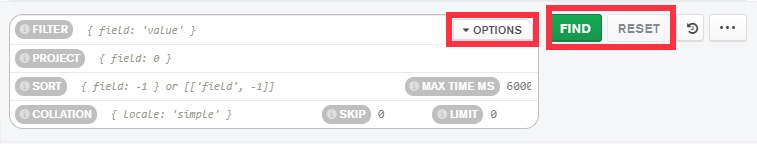 FILTER { field: 'value' } OPTIONS FIND RESET
PROJECT { field: 0 }
SORT { field: -1 } or [['field', -1]] MAX TIME MS 6000
COLLATION { locale: 'simple' } SKIP 0 LIMIT 0